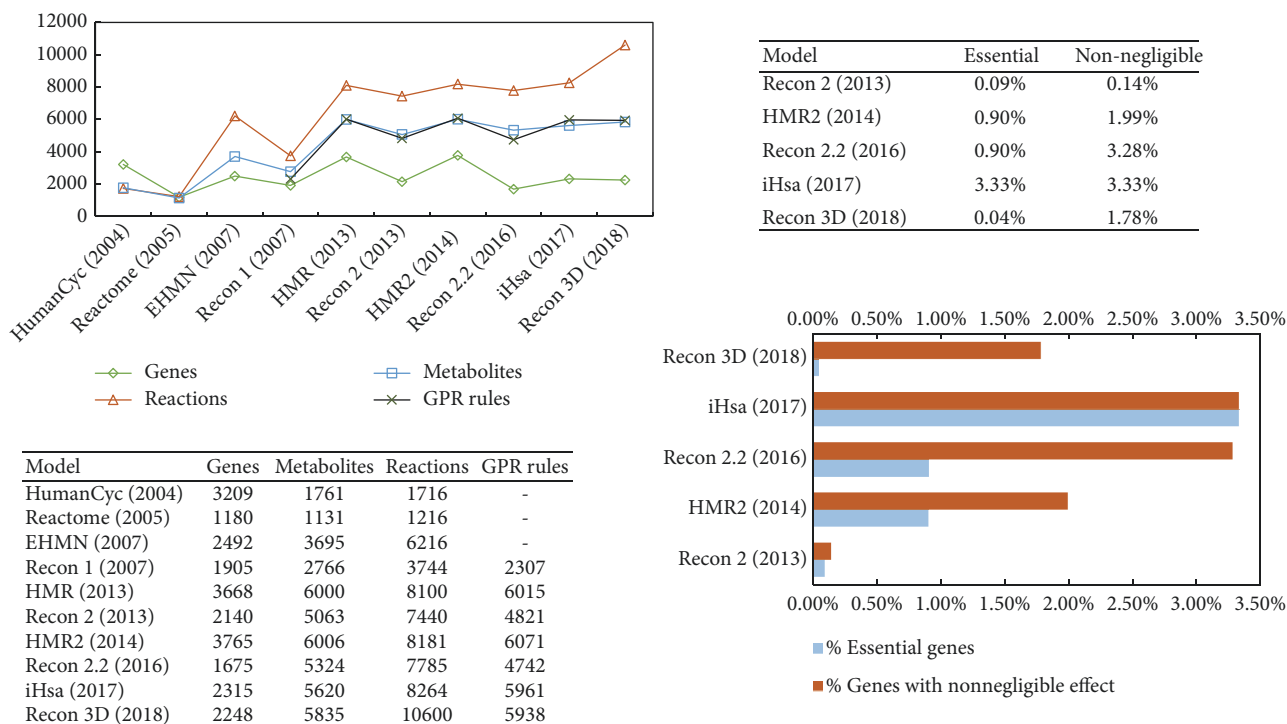 12000
10000
8000
6000
4000
2000
0
HumanCyc (2004)
Reactome (2005)
EHMN (2007)
Recon 1 (2007)
HMR (2013)
Recon 2 (2013)
HMR2 (2014)
Recon 2.2 (2016)
iHsa (2017)
Recon 3D (2018)
Genes
Metabolites
Reactions
GPR rules
Model Genes Metabolites Reactions GPR rules
HumanCyc (2004) 3209 1761 1716 -
Reactome (2005) 1180 1131 1216 -
EHMN (2007) 2492 3695 6216 -
Recon 1 (2007) 1905 2766 3744 2307
HMR (2013) 3668 6000 8100 6015
Recon 2 (2013) 2140 5063 7440 4821
HMR2 (2014) 3765 6006 8181 6071
Recon 2.2 (2016) 1675 5324 7785 4742
iHsa (2017) 2315 5620 8264 5961
Recon 3D (2018) 2248 5835 10600 5938
Model Essential Non-negligible
Recon 2 (2013) 0.09% 0.14%
HMR2 (2014) 0.90% 1.99%
Recon 2.2 (2016) 0.90% 3.28%
iHsa (2017) 3.33% 3.33%
Recon 3D (2018) 0.04% 1.78%
0.00% 0.50% 1.00% 1.50% 2.00% 2.50% 3.00% 3.50%
Recon 3D (2018)
iHsa (2017)
Recon 2.2 (2016)
HMR2 (2014)
Recon 2 (2013)
0.00% 0.50% 1.00% 1.50% 2.00% 2.50% 3.00% 3.50%
% Essential genes
% Genes with nonnegligible effect